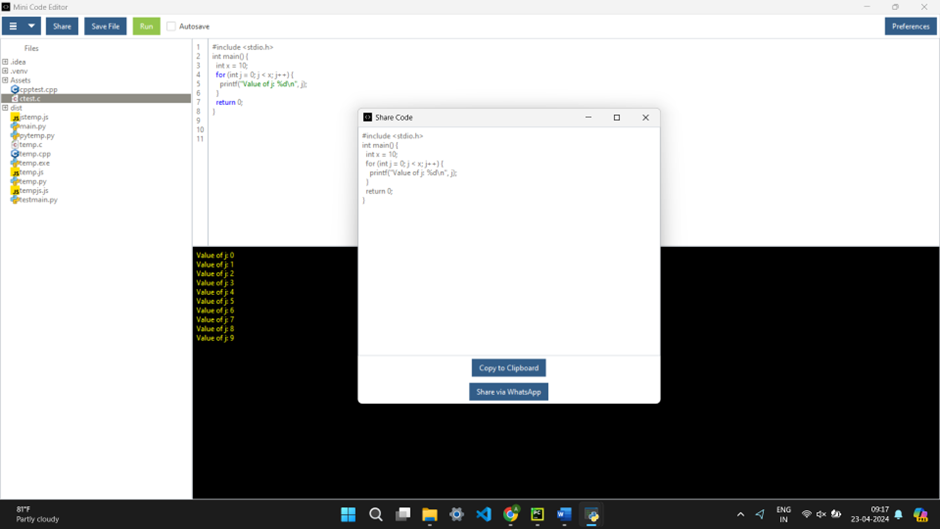 Mini Code Editor
Share Save File Run Autosave Preferences
Files
.idea
.venv
Assets
cpptest.cpp
ctest.c
dist
jstemp.js
main.py
pytemp.py
temp.c
temp.cpp
temp.exe
temp.js
temp.py
tempjs.js
testmain.py
1 #include <stdio.h>
2 int main() {
3 int x = 10;
4 for (int j = 0; j < x; j++) {
5 printf("Value of j: %d\n", j);
6 }
7 return 0;
8 }
9
10
11
Share Code
#include <stdio.h>
int main() {
int x = 10;
for (int j = 0; j < x; j++) {
printf("Value of j: %d\n", j);
}
return 0;
}
Copy to Clipboard
Share via WhatsApp
Value of j: 0
Value of j: 1
Value of j: 2
Value of j: 3
Value of j: 4
Value of j: 5
Value of j: 6
Value of j: 7
Value of j: 8
Value of j: 9
81°F
Partly cloudy
ENG
IN
09:17
23-04-2024